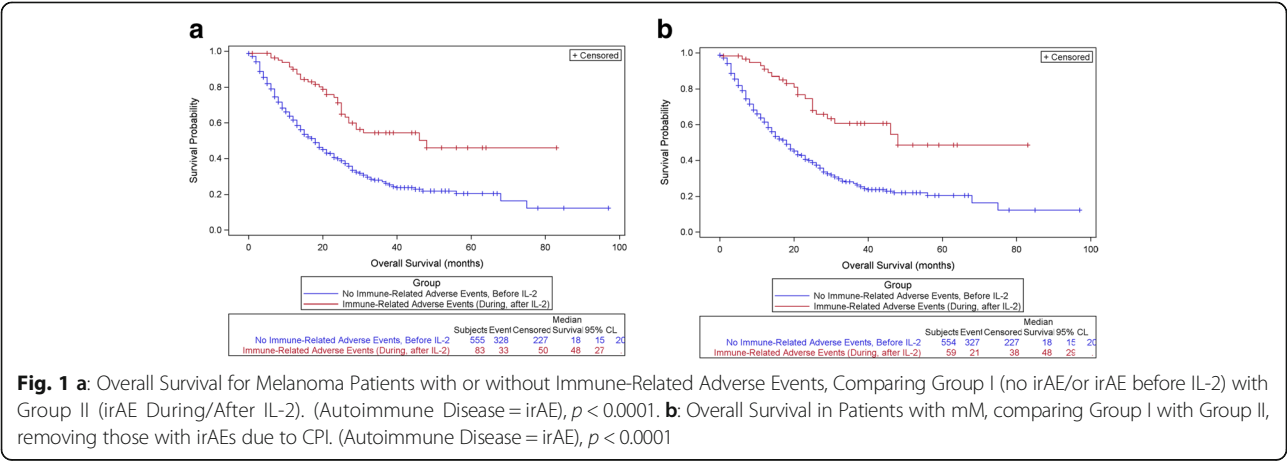 a
1.0
0.8
0.6
0.4
0.2
0.0
Survival Probability
+ Censored
0 20 40 60 80 100
Overall Survival (months)
Group
No Immune-Related Adverse Events, Before IL-2
Immune-Related Adverse Events (During, after IL-2)
Median
Subjects Event Censored Survival 95% CL
No Immune-Related Adverse Events, Before IL-2 555 328 227 18 15 20
Immune-Related Adverse Events (During, after IL-2) 83 33 50 48 27 .
b
1.0
0.8
0.6
0.4
0.2
0.0
Survival Probability
+ Censored
0 20 40 60 80 100
Overall Survival (months)
Group
No Immune-Related Adverse Events, Before IL-2
Immune-Related Adverse Events (During, after IL-2)
Median
Subjects Event Censored Survival 95% CL
No Immune-Related Adverse Events, Before IL-2 554 327 227 18 15 20
Immune-Related Adverse Events (During, after IL-2) 59 21 38 48 29
Fig. 1 a: Overall Survival for Melanoma Patients with or without Immune-Related Adverse Events, Comparing Group I (no irAE/or irAE before IL-2) with
Group II (irAE During/After IL-2). (Autoimmune Disease = irAE), p < 0.0001. b: Overall Survival in Patients with mM, comparing Group I with Group II,
removing those with irAEs due to CPI. (Autoimmune Disease = irAE), p < 0.0001